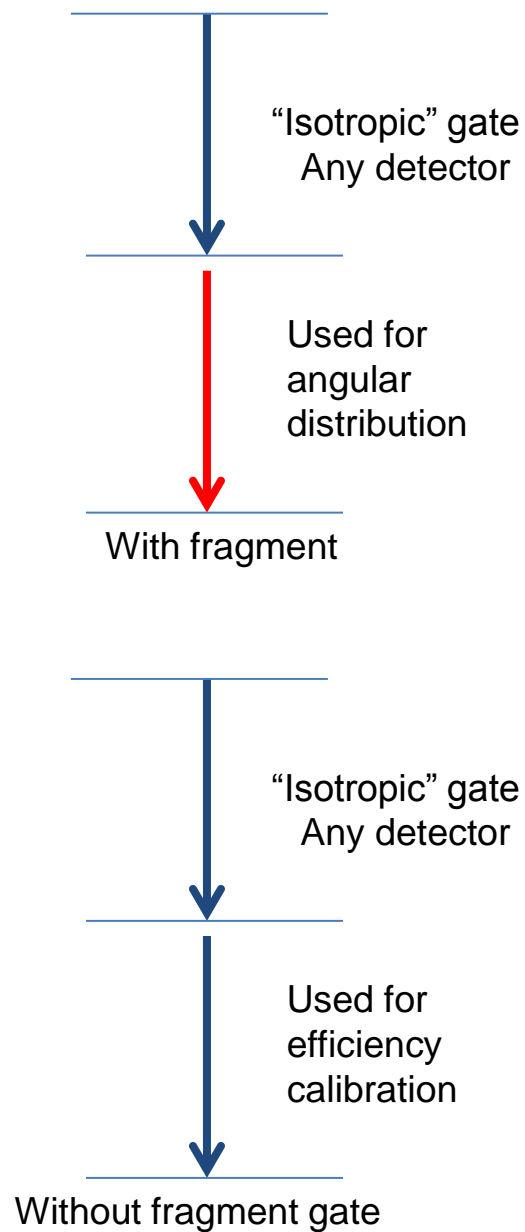 “Isotropic” gate
Any detector
Used for
angular
distribution
With fragment
“Isotropic” gate
Any detector
Used for
efficiency
calibration
Without fragment gate